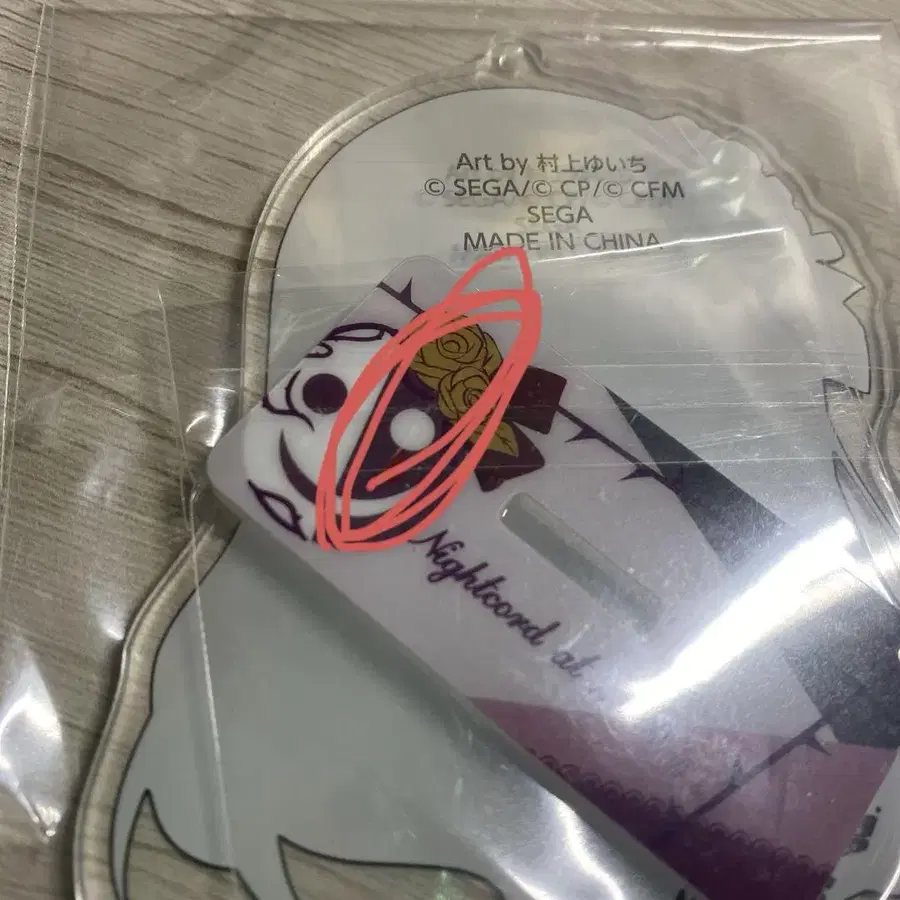 Art by 村上ゆいち
© SEGA/© CP/© CFM
SEGA
MADE IN CHINA
Nightcord at